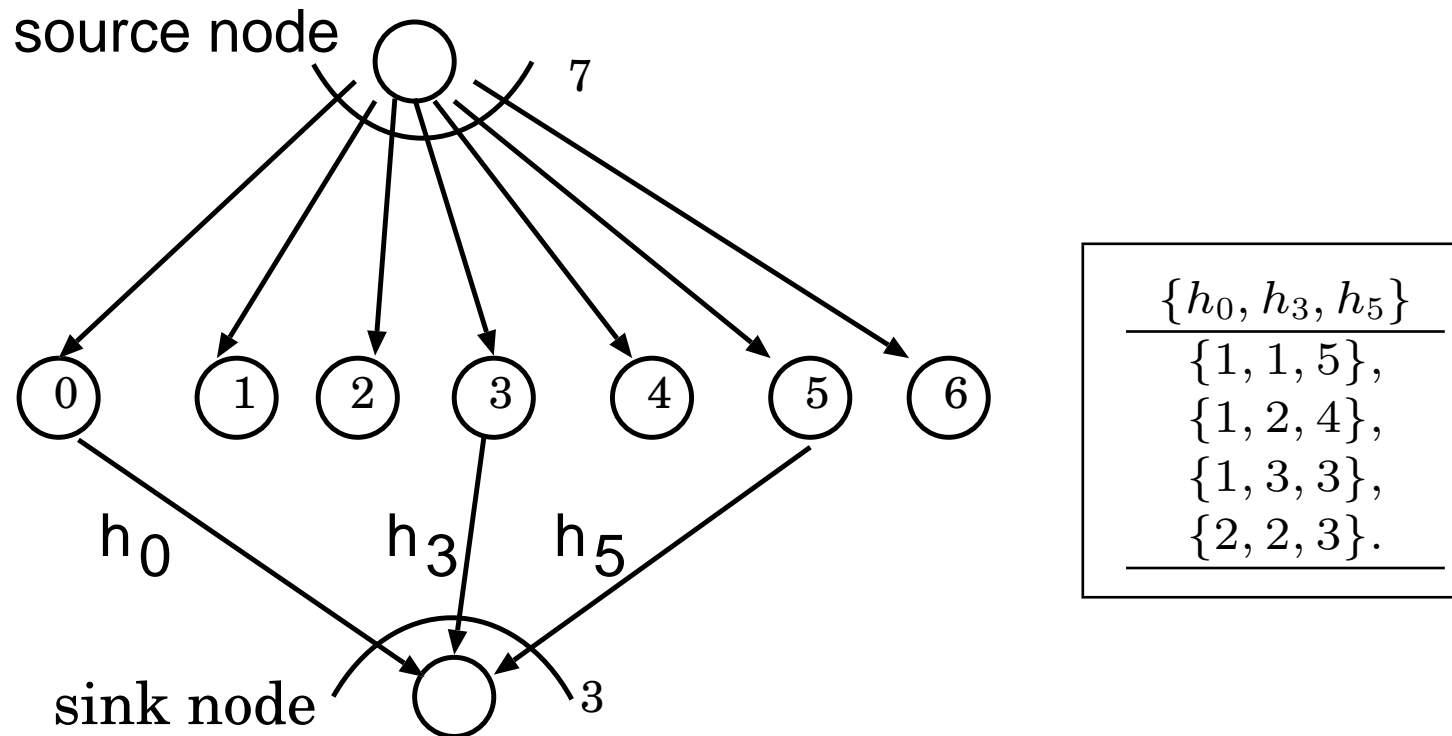 source node
7
0 1 2 3 4 5 6
h0 h3 h5
sink node
3
{h0, h3, h5}
{1, 1, 5},
{1, 2, 4},
{1, 3, 3},
{2, 2, 3}.